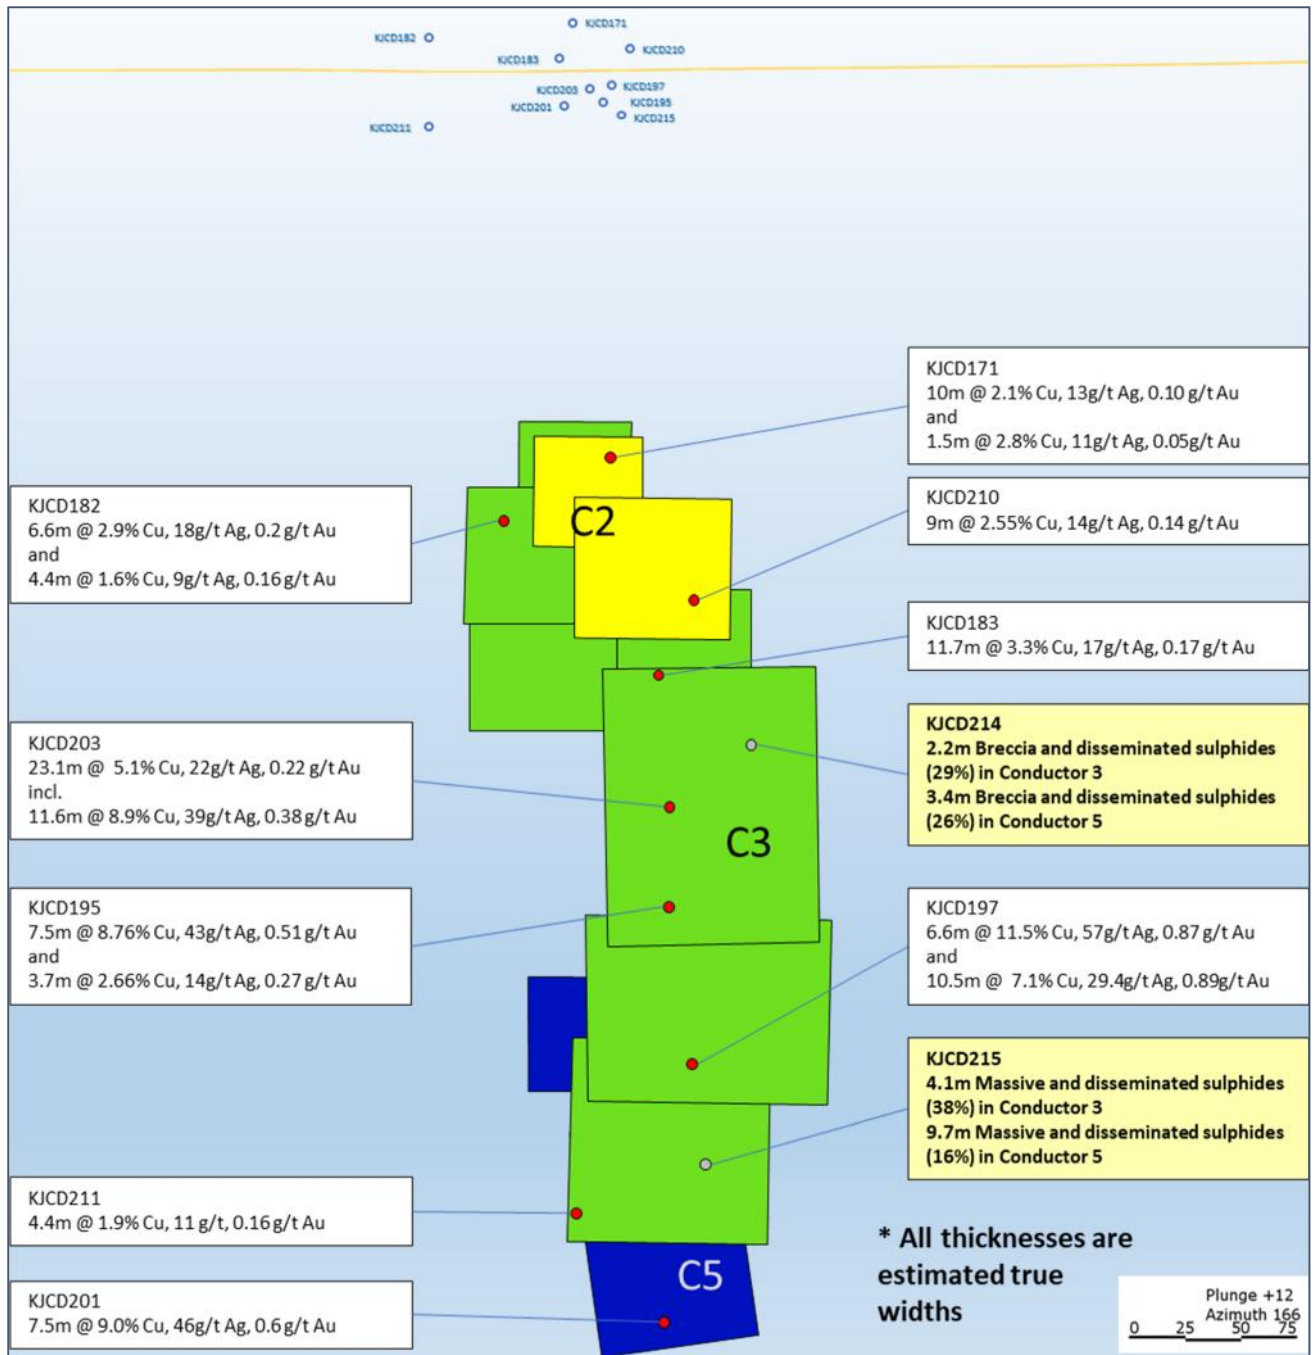 KJCD171
KJCD182
KJCD210
KJCD183
KJCD197
KJCD203
KJCD195
KJCD201
KJCD215
KJCD211
KJCD171
10m @ 2.1% Cu, 13g/t Ag, 0.10 g/t Au
and
1.5m @ 2.8% Cu, 11g/t Ag, 0.05g/t Au
KJCD182
6.6m @ 2.9% Cu, 18g/t Ag, 0.2 g/t Au
and
4.4m @ 1.6% Cu, 9g/t Ag, 0.16 g/t Au
KJCD210
9m @ 2.55% Cu, 14g/t Ag, 0.14 g/t Au
C2
KJCD183
11.7m @ 3.3% Cu, 17g/t Ag, 0.17 g/t Au
KJCD203
23.1m @ 5.1% Cu, 22g/t Ag, 0.22 g/t Au
incl.
11.6m @ 8.9% Cu, 39g/t Ag, 0.38 g/t Au
KJCD214
2.2m Breccia and disseminated sulphides
(29%) in Conductor 3
3.4m Breccia and disseminated sulphides
(26%) in Conductor 5
C3
KJCD195
7.5m @ 8.76% Cu, 43g/t Ag, 0.51 g/t Au
and
3.7m @ 2.66% Cu, 14g/t Ag, 0.27 g/t Au
KJCD197
6.6m @ 11.5% Cu, 57g/t Ag, 0.87 g/t Au
and
10.5m @ 7.1% Cu, 29.4g/t Ag, 0.89g/t Au
KJCD215
4.1m Massive and disseminated sulphides
(38%) in Conductor 3
9.7m Massive and disseminated sulphides
(16%) in Conductor 5
KJCD211
4.4m @ 1.9% Cu, 11 g/t, 0.16 g/t Au
C5
KJCD201
7.5m @ 9.0% Cu, 46g/t Ag, 0.6 g/t Au
* All thicknesses are
estimated true
widths
Plunge +12
Azimuth 166
0 25 50 75